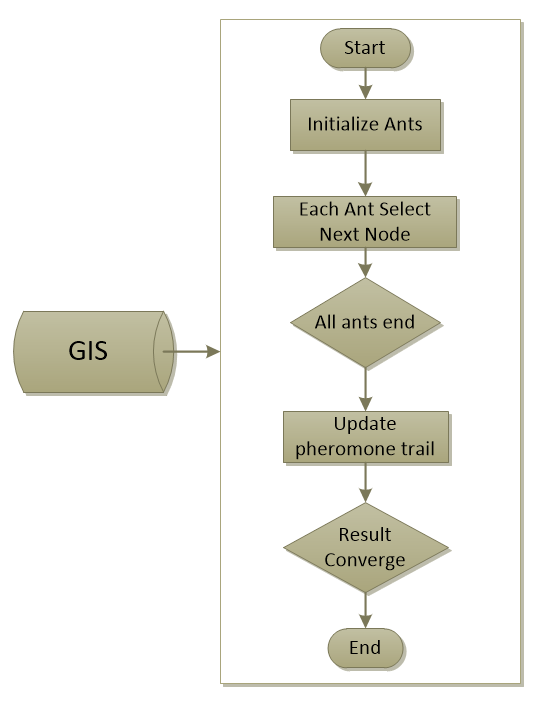 Start
Initialize Ants
Each Ant Select
Next Node
All ants end
GIS
Update
pheromone trail
Result
Converge
End